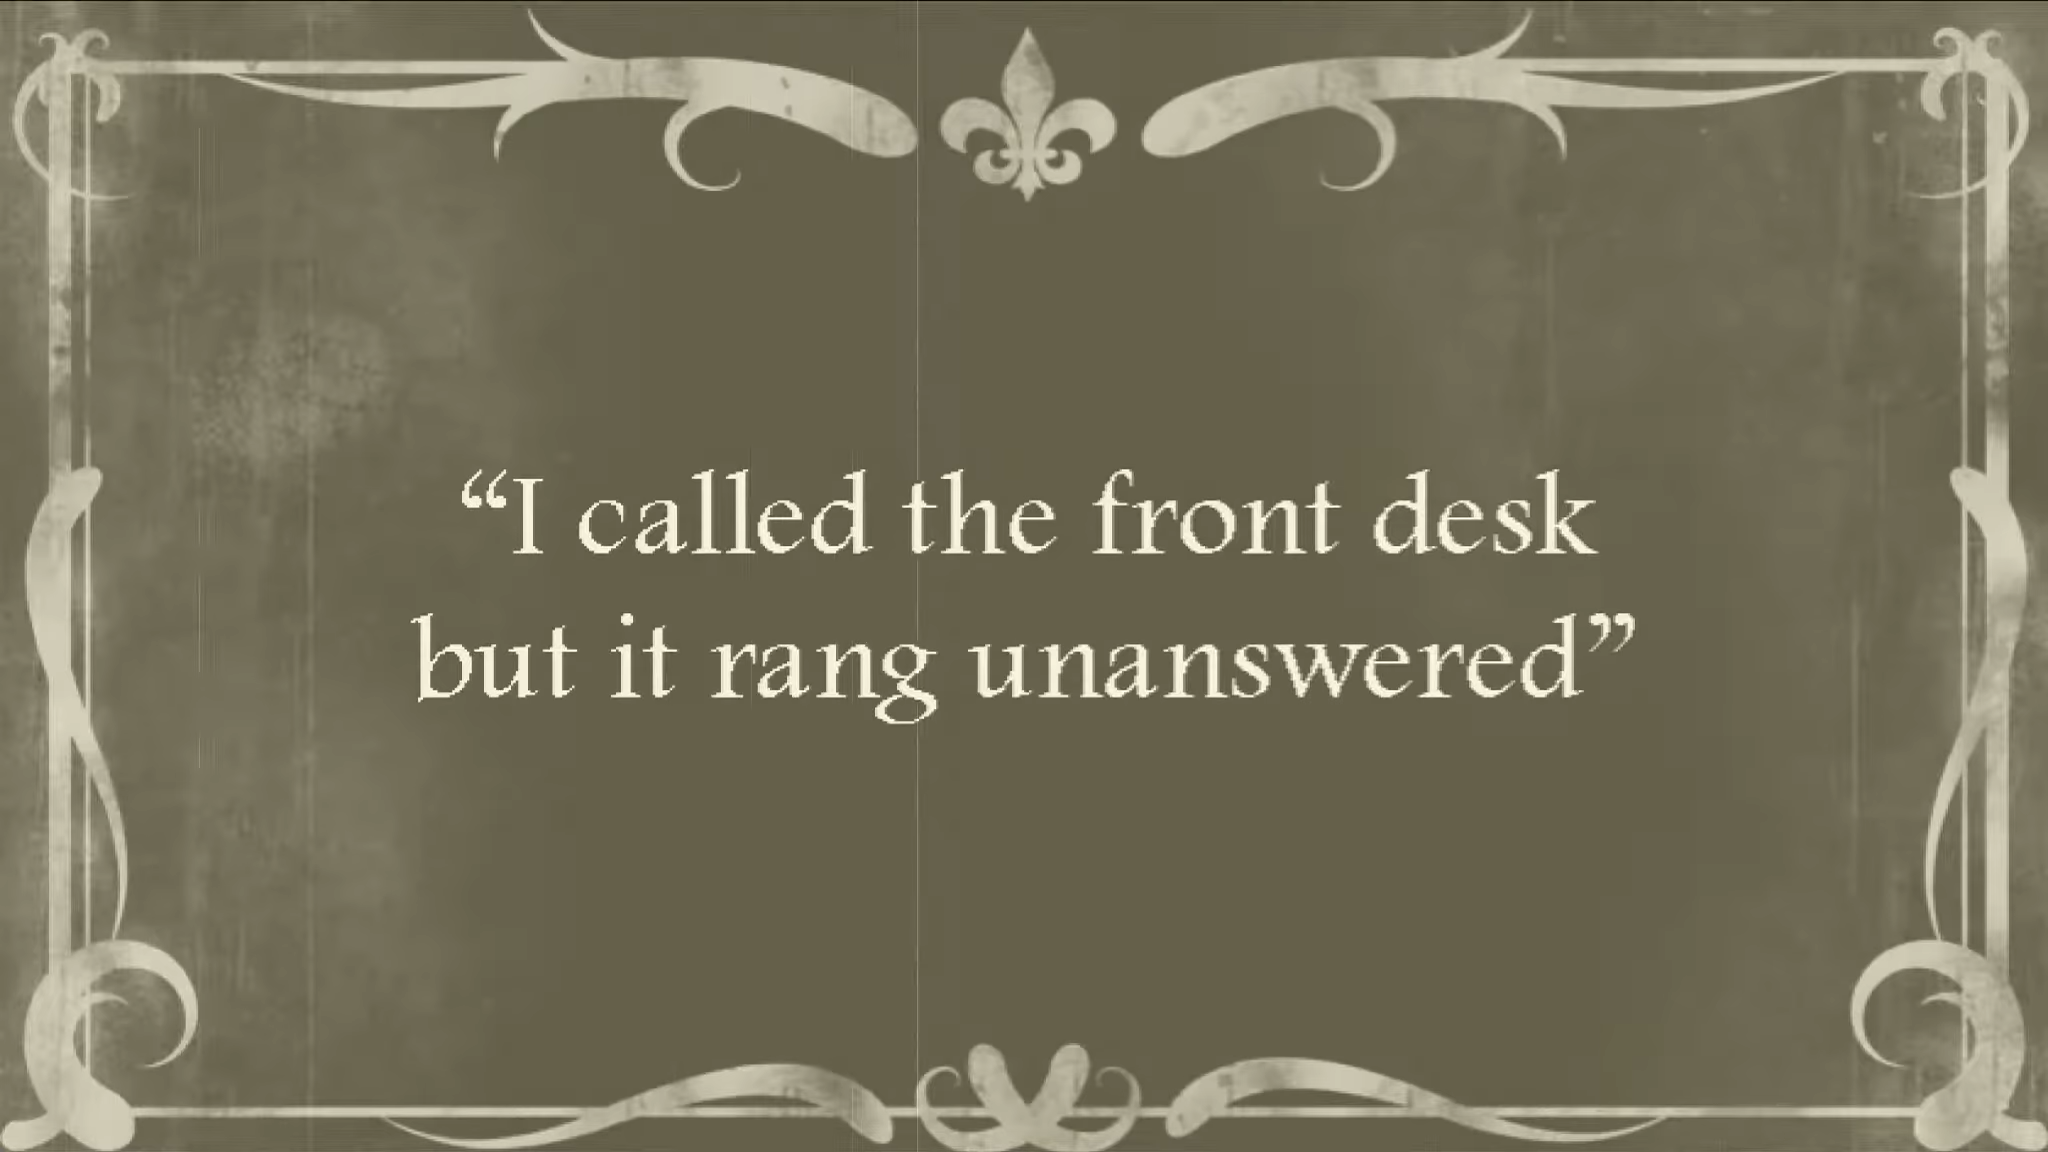 “I called the front desk
but it rang unanswered”